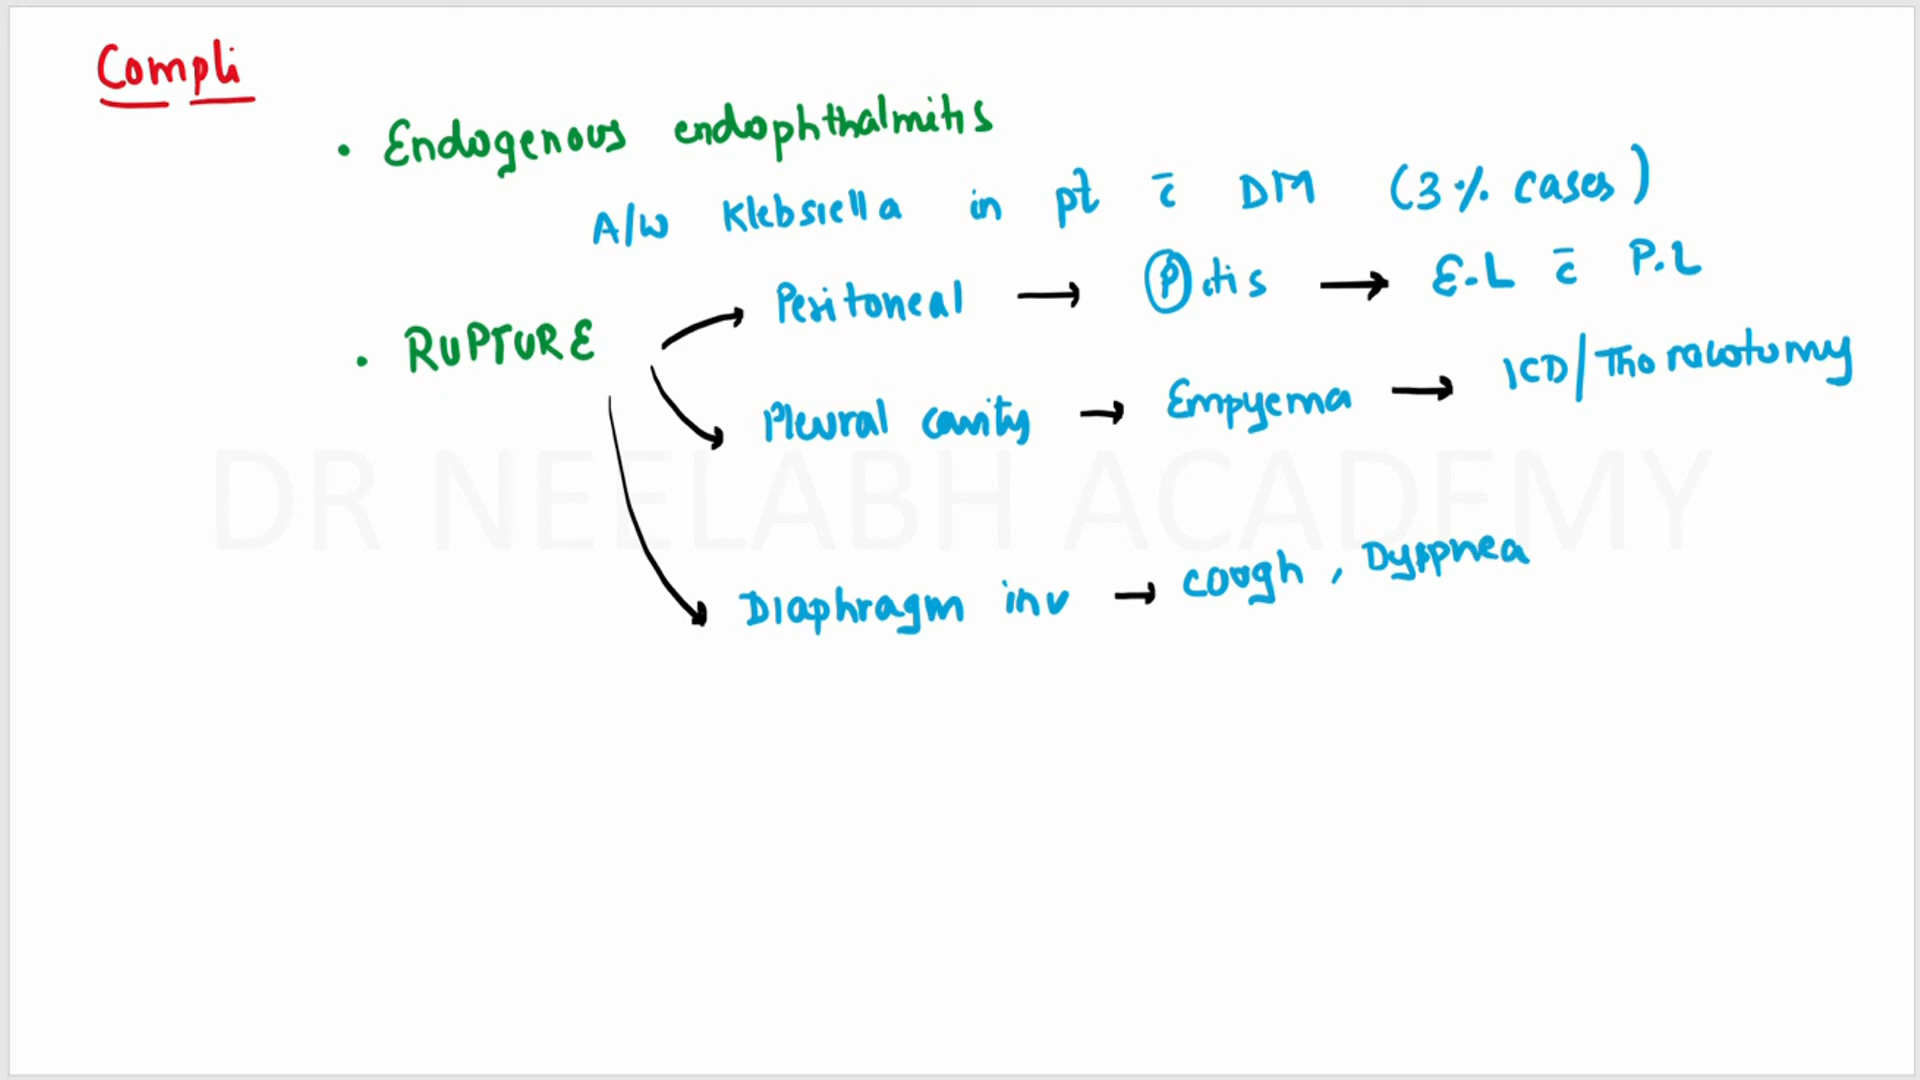 Compli
• Endogenous endophthalmitis
A/w Klebsiella in pt c̄ DM (3% cases)
• RUPTURE
Peritoneal → Ⓟtis → E.L c̄ P.L
Pleural cavity → Empyema → ICD/Thoracotomy
DR NEELABH ACADEMY
Diaphragm inv → cough, Dyspnea